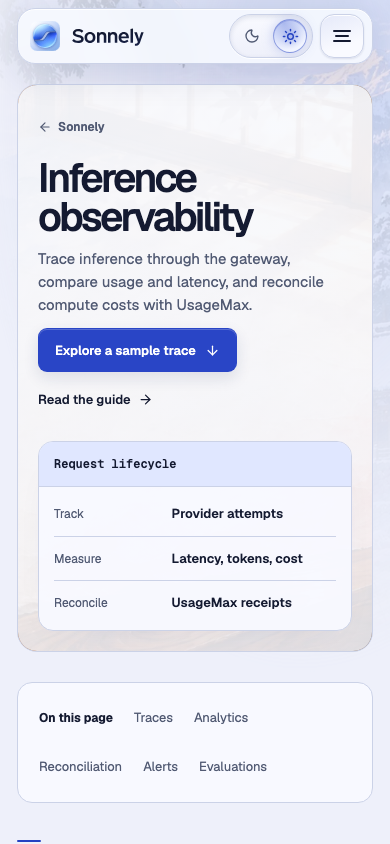 Sonnely
Sonnely
Inference
observability
Trace inference through the gateway,
compare usage and latency, and reconcile
compute costs with UsageMax.
Explore a sample trace
Read the guide
Request lifecycle
Track Provider attempts
Measure Latency, tokens, cost
Reconcile UsageMax receipts
On this page Traces Analytics
Reconciliation Alerts Evaluations